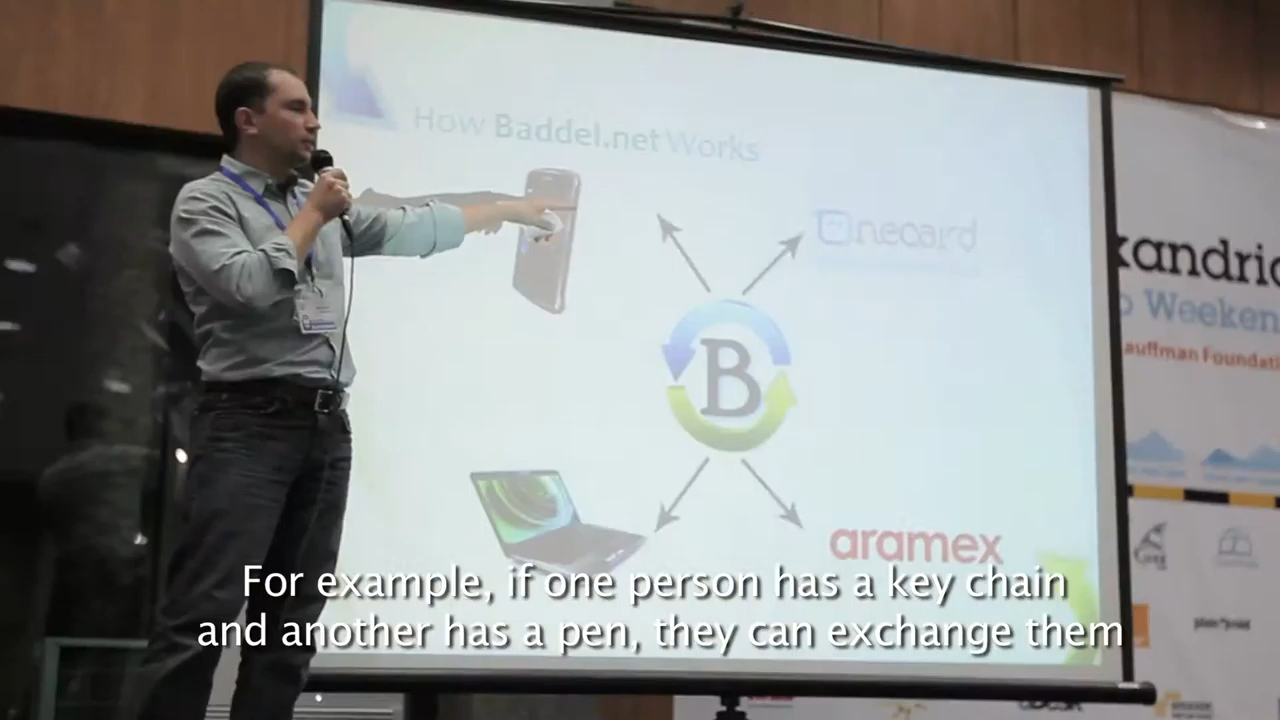 How Baddel.net Works
Onecard
B
aramex
xandria
Weeken
auffman Foundati
For example, if one person has a key chain
and another has a pen, they can exchange them